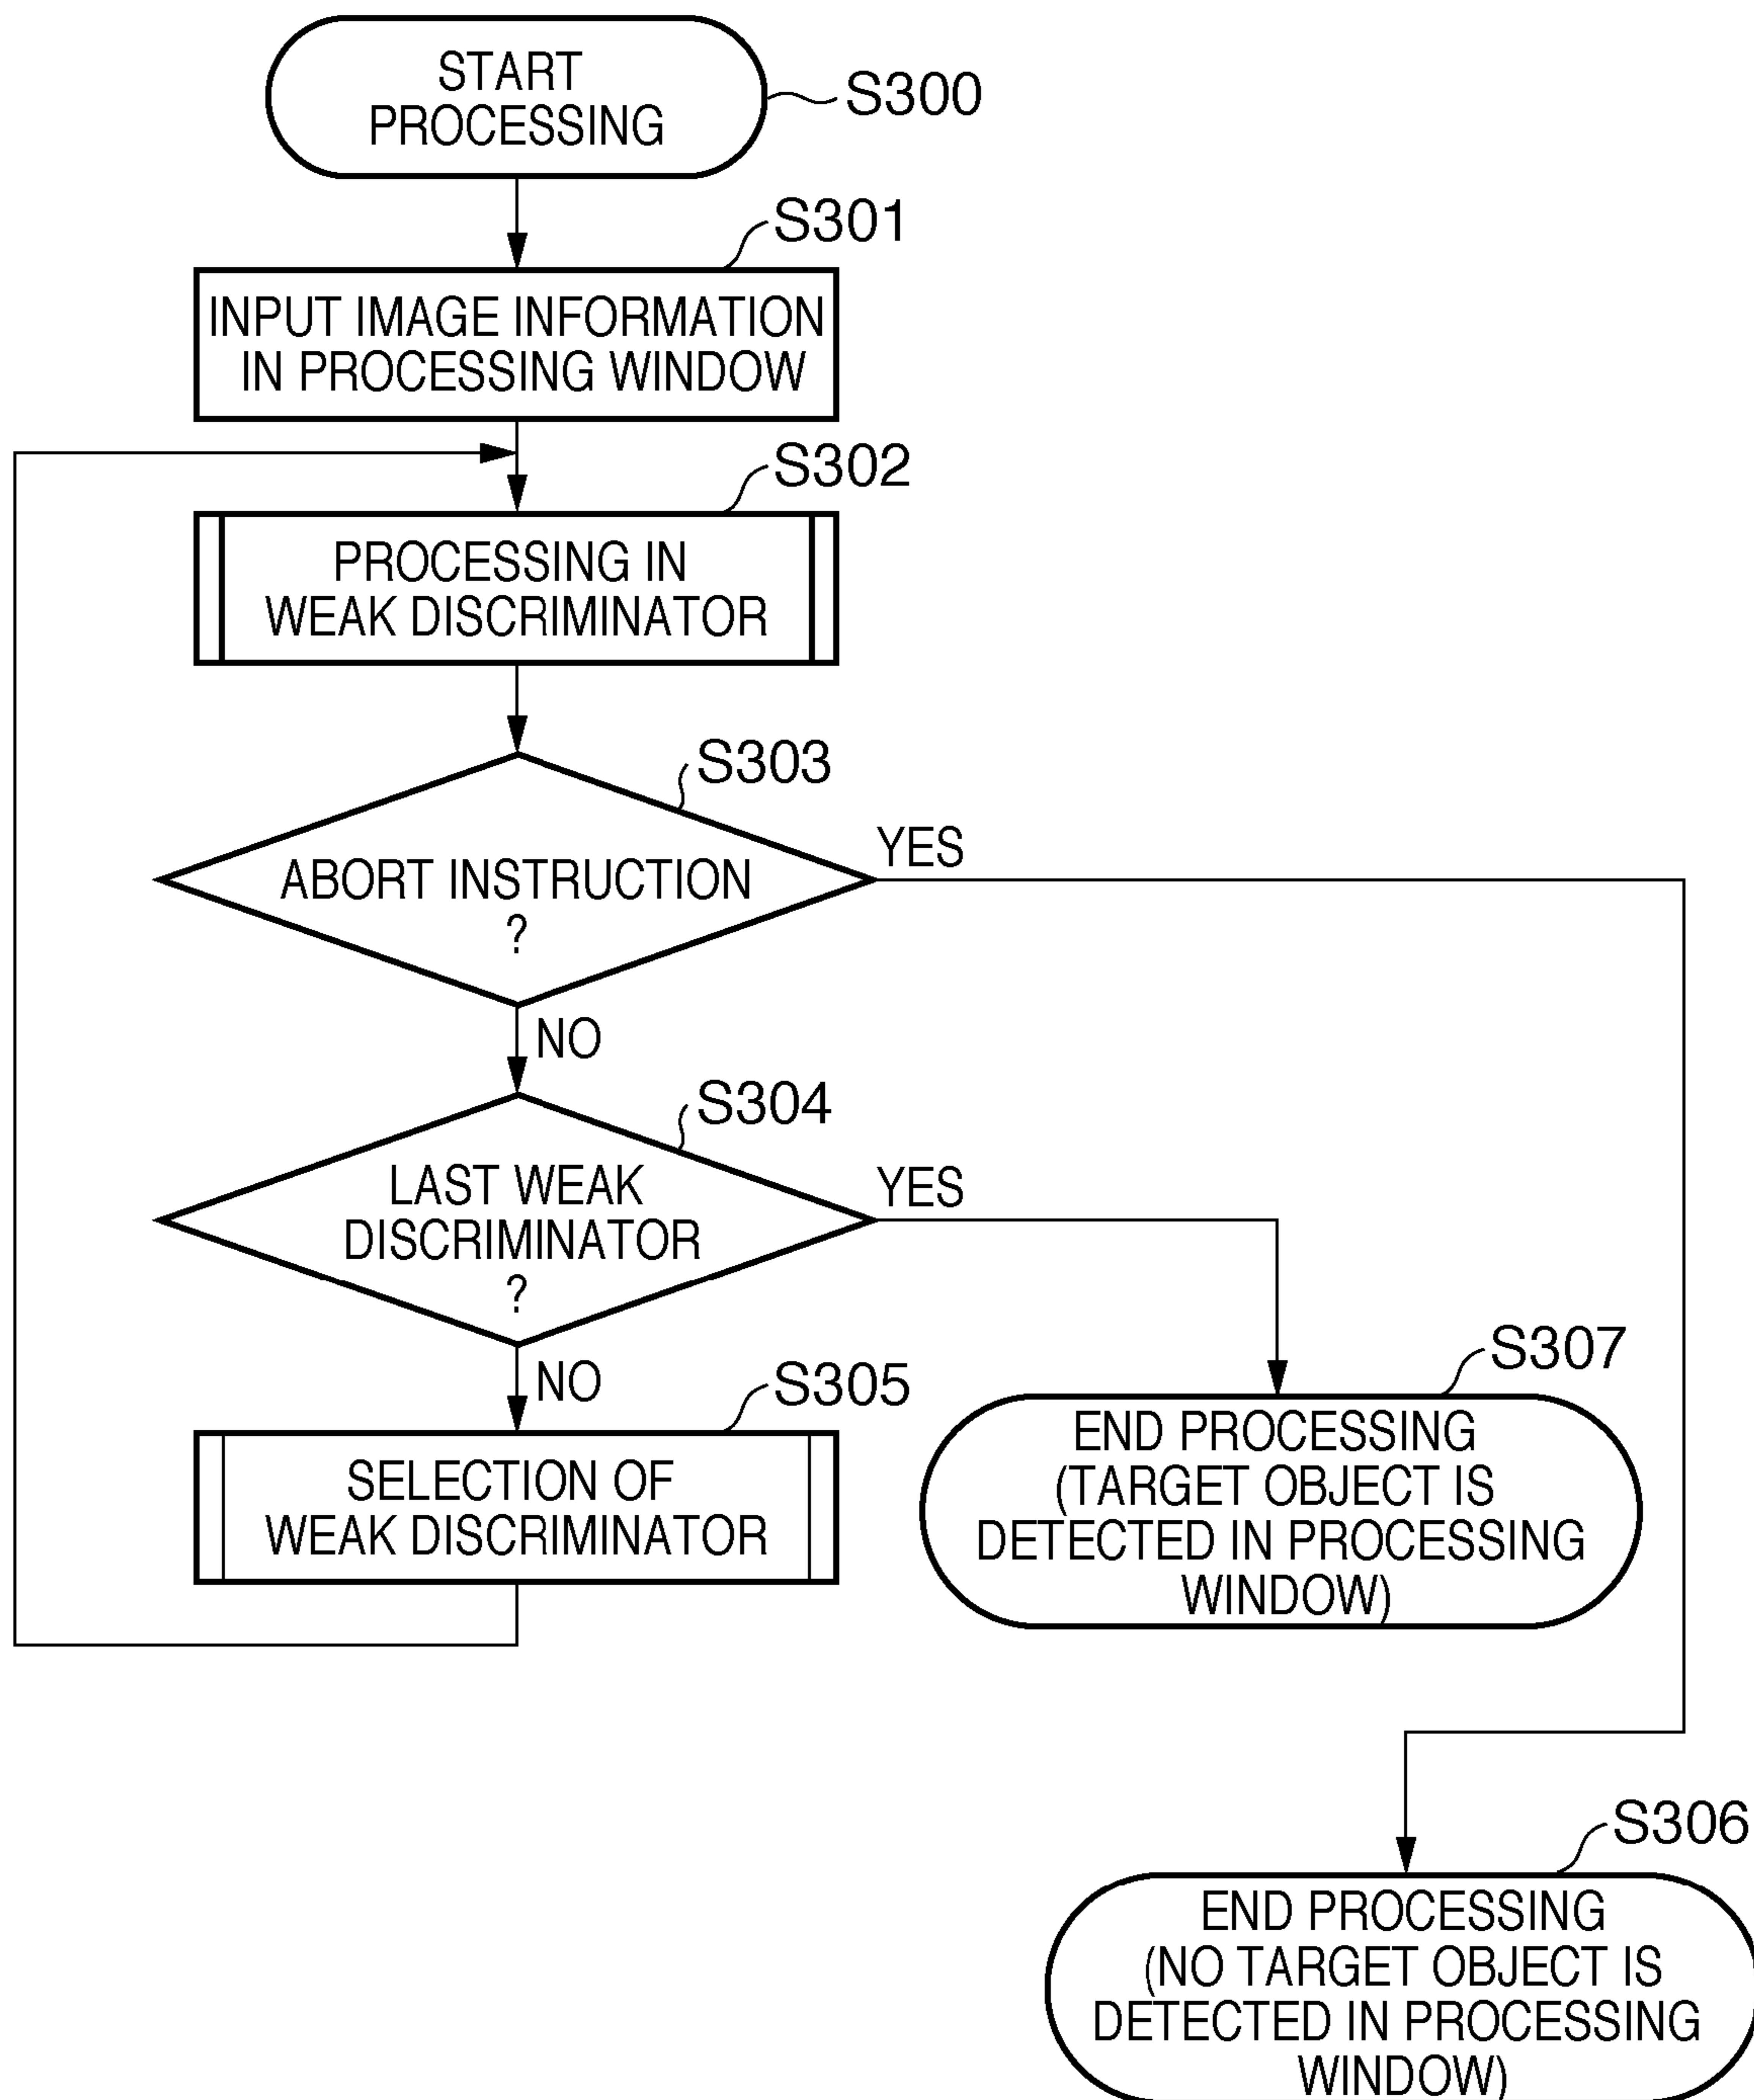 START
PROCESSING
S300
S301
INPUT IMAGE INFORMATION
IN PROCESSING WINDOW
S302
PROCESSING IN
WEAK DISCRIMINATOR
S303
ABORT INSTRUCTION
?
YES
NO
S304
LAST WEAK
DISCRIMINATOR
?
YES
NO
S305
SELECTION OF
WEAK DISCRIMINATOR
S307
END PROCESSING
(TARGET OBJECT IS
DETECTED IN PROCESSING
WINDOW)
S306
END PROCESSING
(NO TARGET OBJECT IS
DETECTED IN PROCESSING
WINDOW)